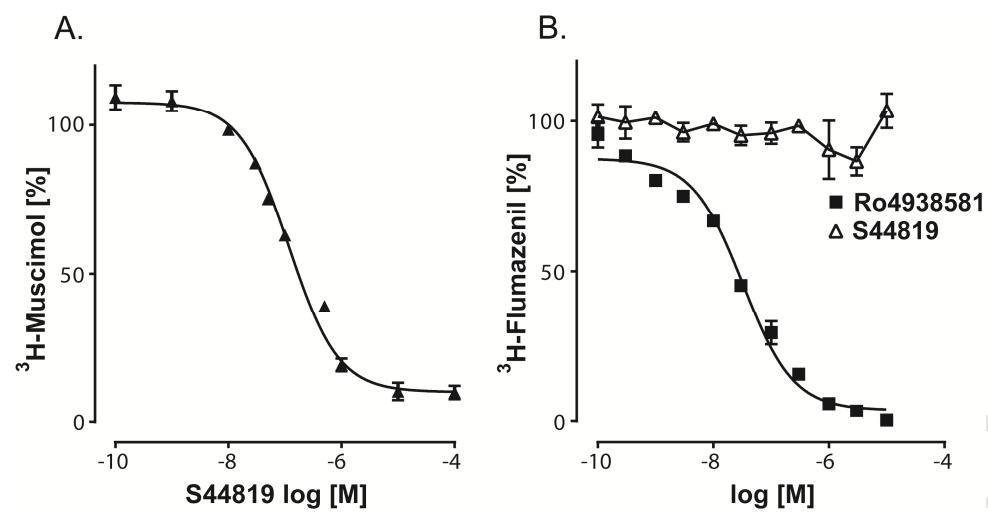 A.
100
50
0
³H-Muscimol [%]
-10 -8 -6 -4
S44819 log [M]
B.
100
50
0
³H-Flumazenil [%]
Ro4938581
S44819
-10 -8 -6 -4
log [M]